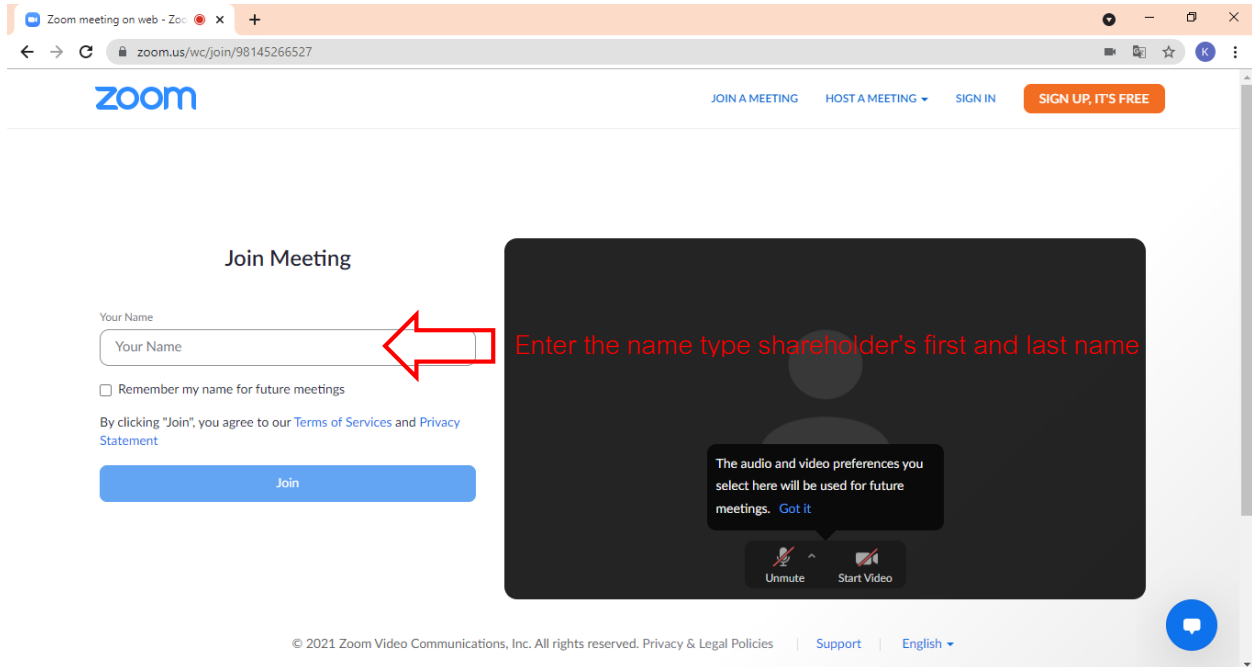 Zoom meeting on web - Zoo
zoom.us/wc/join/98145266527
K
zoom
JOIN A MEETING
HOST A MEETING
SIGN IN
SIGN UP, IT'S FREE
Join Meeting
Your Name
Your Name
Enter the name type shareholder's first and last name
Remember my name for future meetings
By clicking "Join", you agree to our Terms of Services and Privacy
Statement
Join
The audio and video preferences you
select here will be used for future
meetings. Got it
Unmute
Start Video
© 2021 Zoom Video Communications, Inc. All rights reserved. Privacy & Legal Policies
Support
English